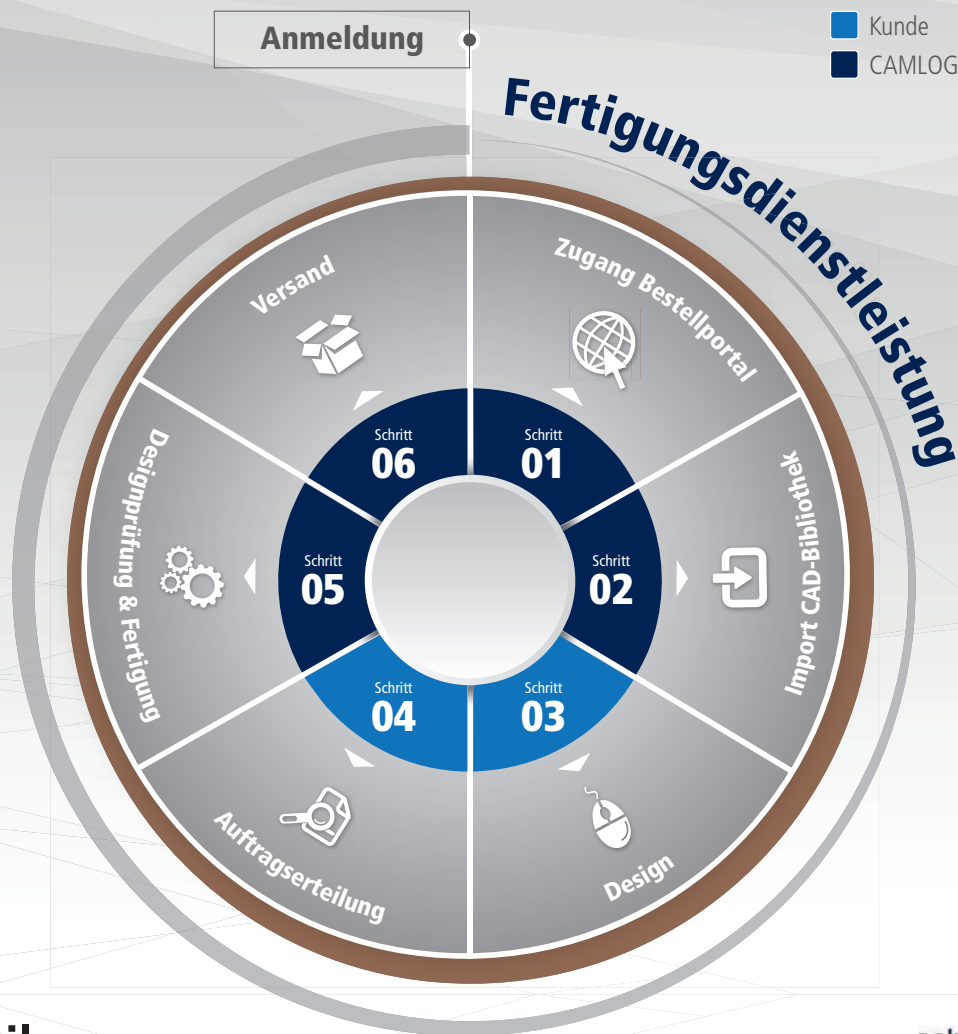 Anmeldung
Kunde
CAMLOG
Fertigungsdienstleistung
Zugang Bestellportal
Schritt
01
Import CAD-Bibliothek
Schritt
02
Design
Schritt
03
Auftragserteilung
Schritt
04
Designprüfung & Fertigung
Schritt
05
Versand
Schritt
06